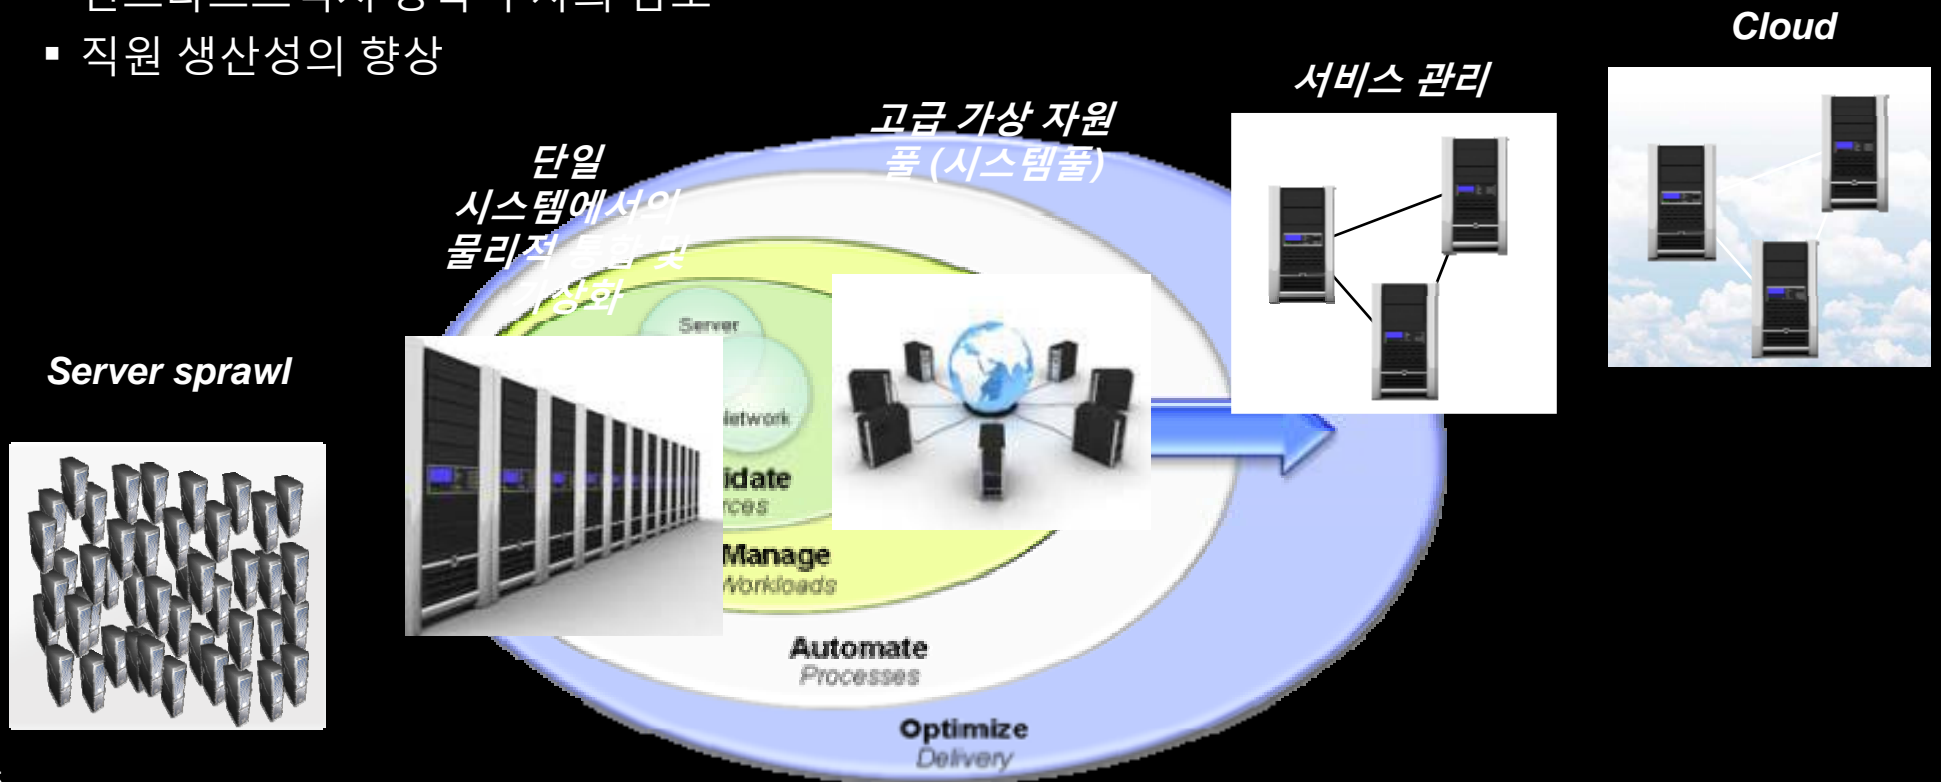 ▪ 직원 생산성의 향상
Cloud
서비스 관리
고급 가상 자원
풀 (시스템풀)
단일
시스템에서의
물리적 통합 및
가상화
Server
Server sprawl
Network
idate
rces
Manage
Workloads
Automate
Processes
Optimize
Delivery